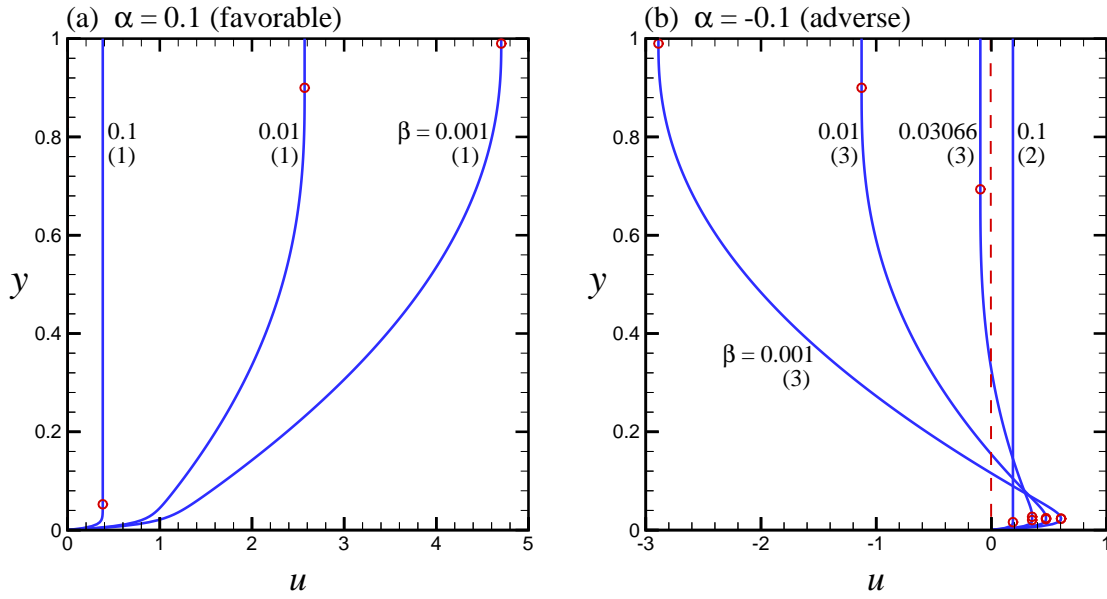 (a) α = 0.1 (favorable)
1
0.8
0.6
0.4
0.2
0
y
0.1
(1)
0.01
(1)
β = 0.001
(1)
0 1 2 3 4 5
u
(b) α = -0.1 (adverse)
1
0.8
0.6
0.4
0.2
0
y
0.01
(3)
0.03066
(3)
0.1
(2)
β = 0.001
(3)
-3 -2 -1 0 1
u